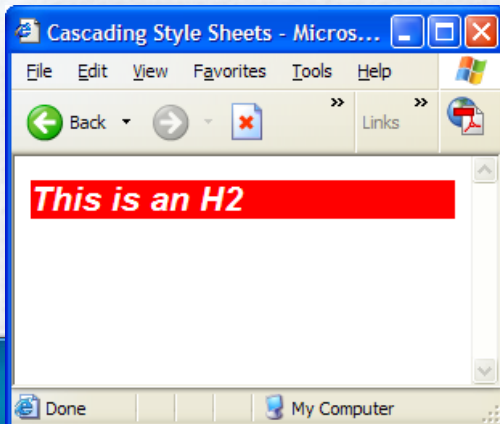 Cascading Style Sheets - Micros...
File Edit View Favorites Tools Help
Back Links
This is an H2
Done My Computer